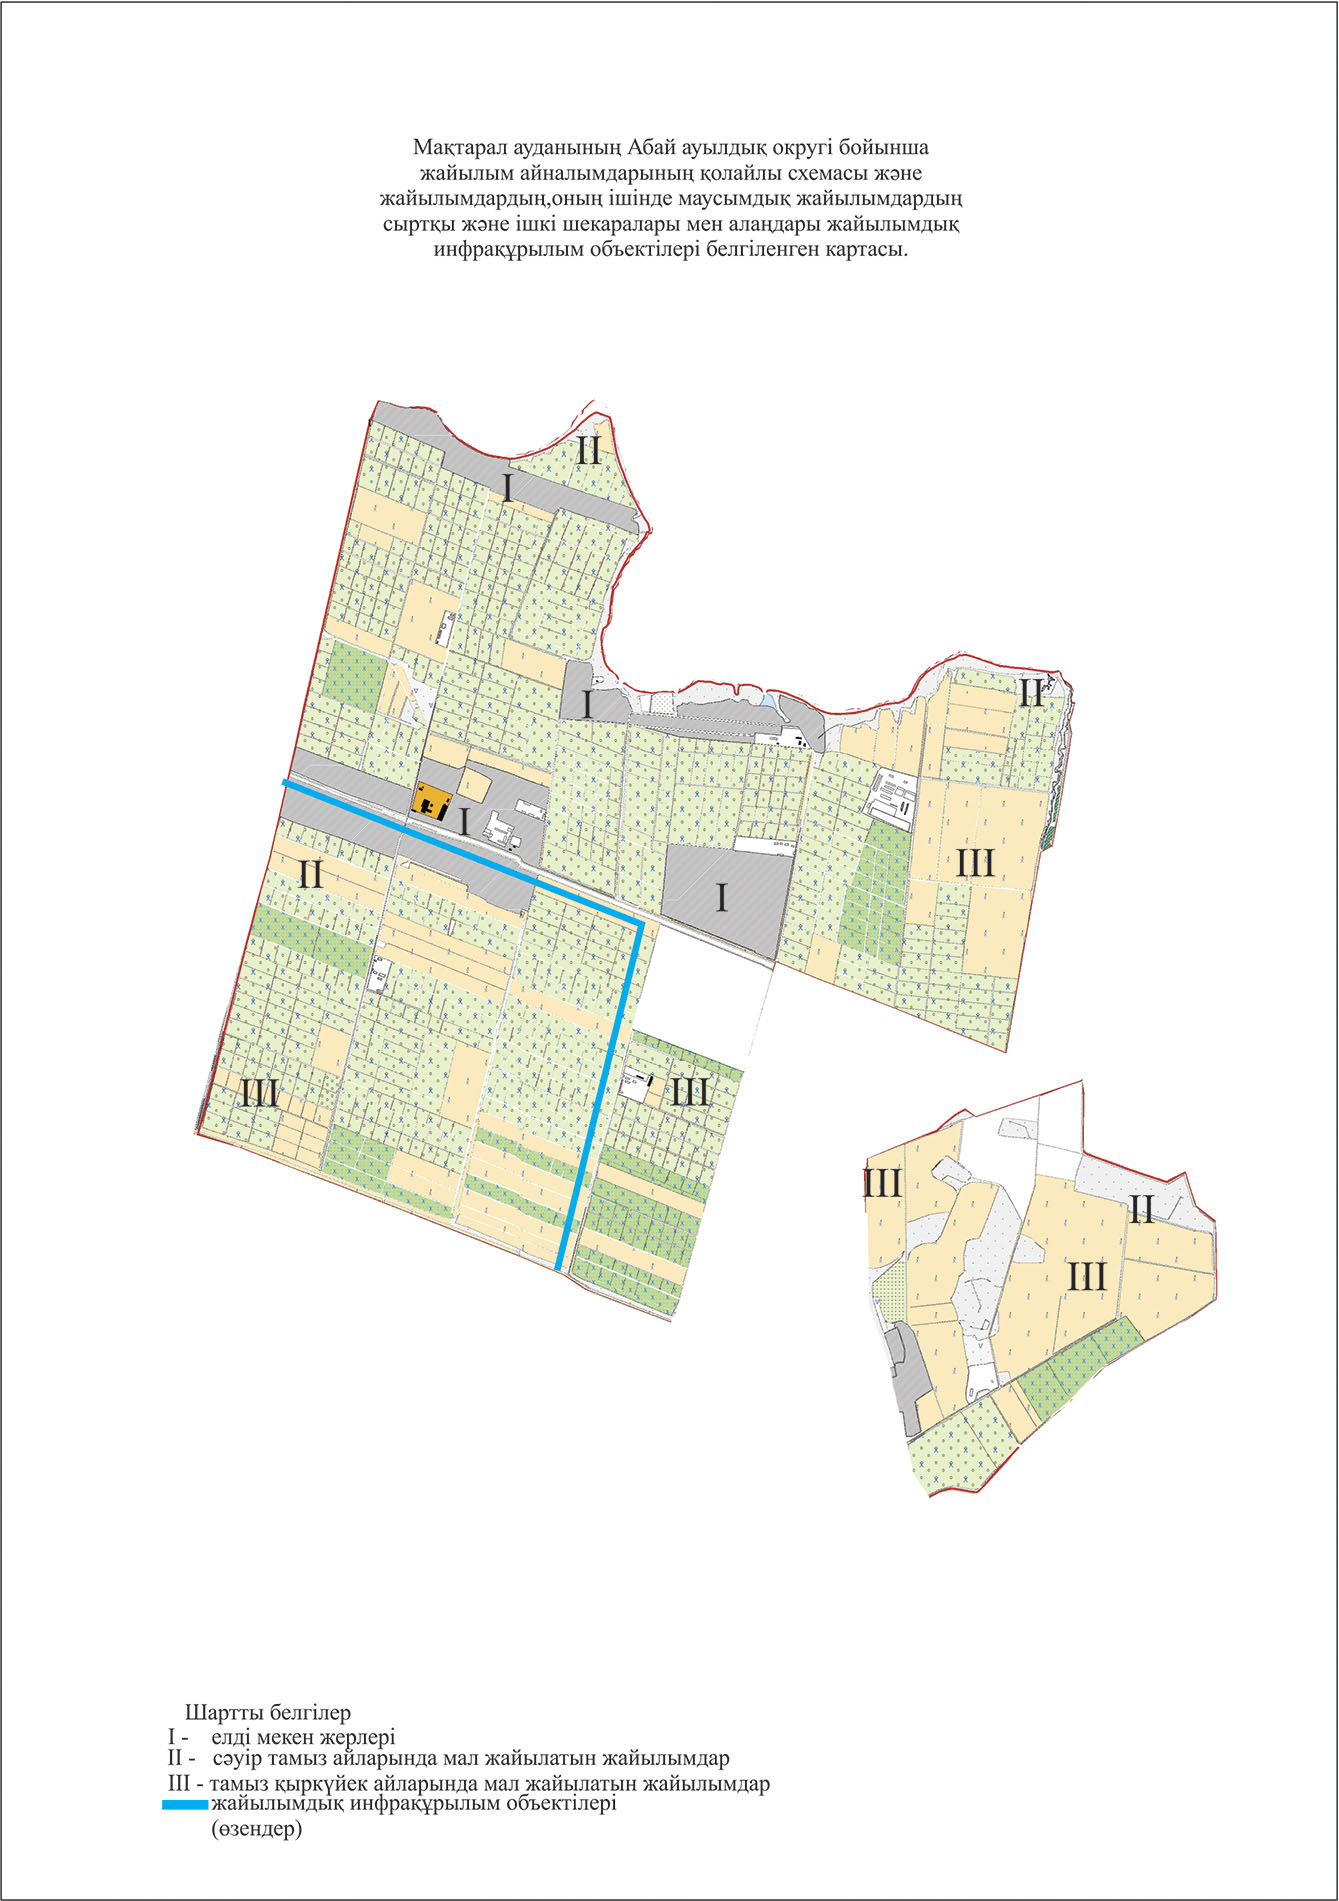 Мақтарал ауданының Абай ауылдық округі бойынша
жайылым айналымдарының қолайлы схемасы және
жайылымдардың,оның ішінде маусымдық жайылымдардың
сыртқы және ішкі шекаралары мен алаңдары жайылымдық
инфрақұрылым объектілері белгіленген картасы.
II
I
I
II
I
II
III
I
III
III
III
II
III
Шартты белгілер
I - елді мекен жерлері
II - сәуір тамыз айларында мал жайылатын жайылымдар
III - тамыз қыркүйек айларында мал жайылатын жайылымдар
жайылымдық инфрақұрылым объектілері
(өзендер)